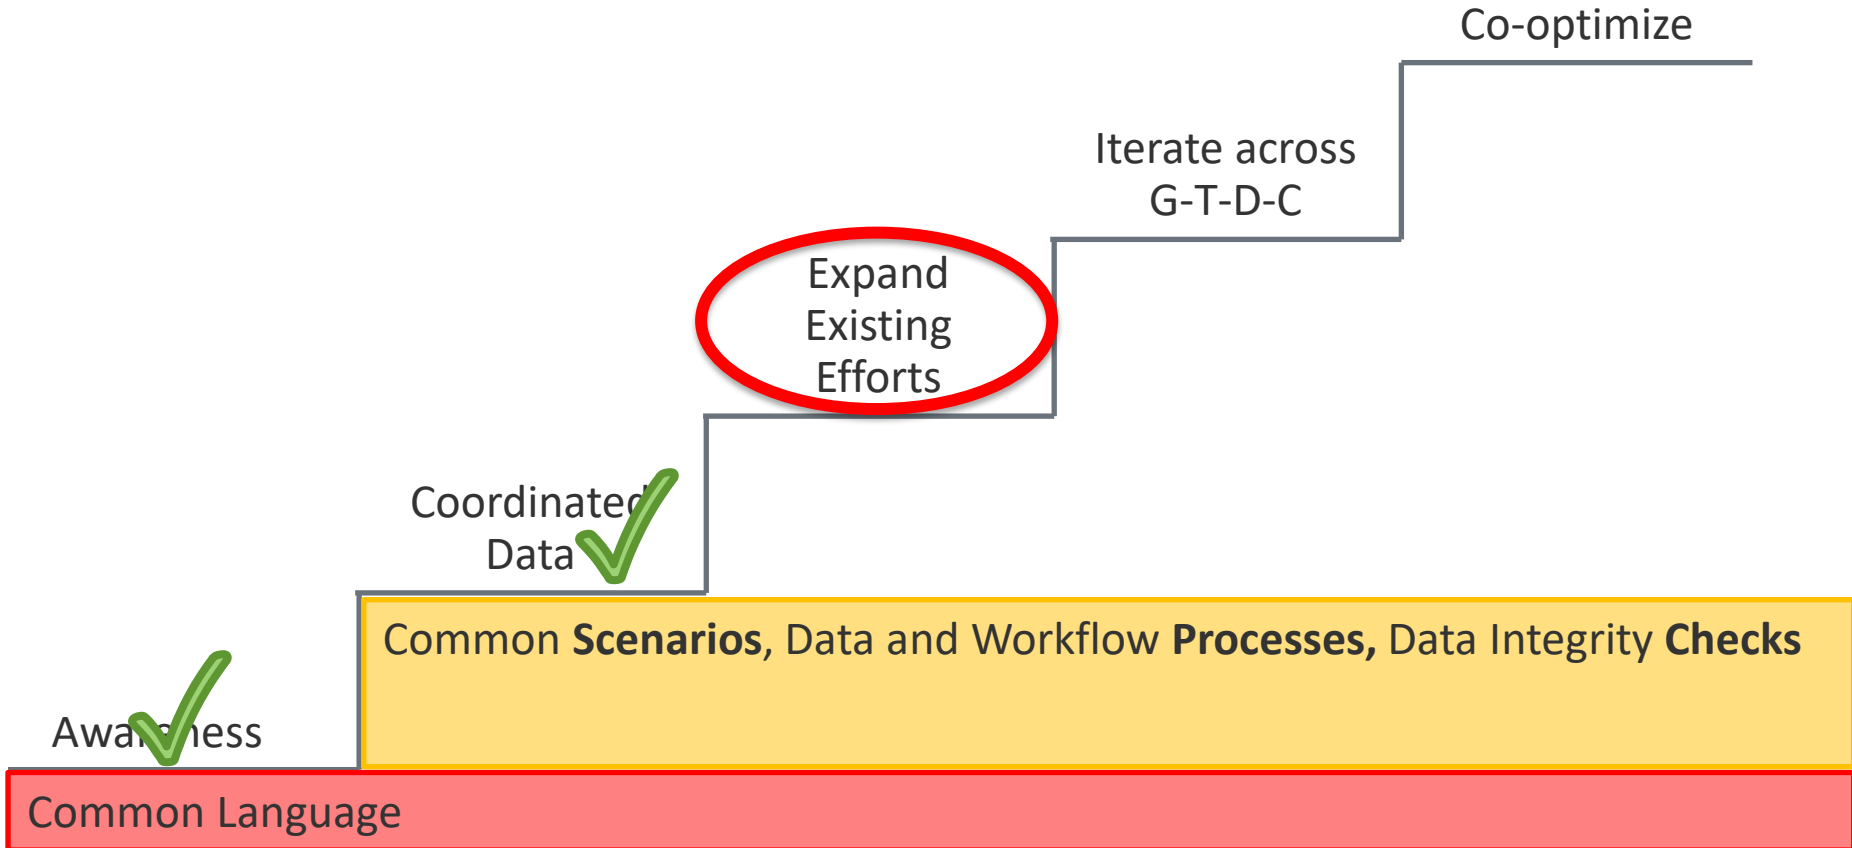 Co-optimize
Iterate across
G-T-D-C
Expand
Existing
Efforts
Coordinated
Data
Common Scenarios, Data and Workflow Processes, Data Integrity Checks
Awareness
Common Language